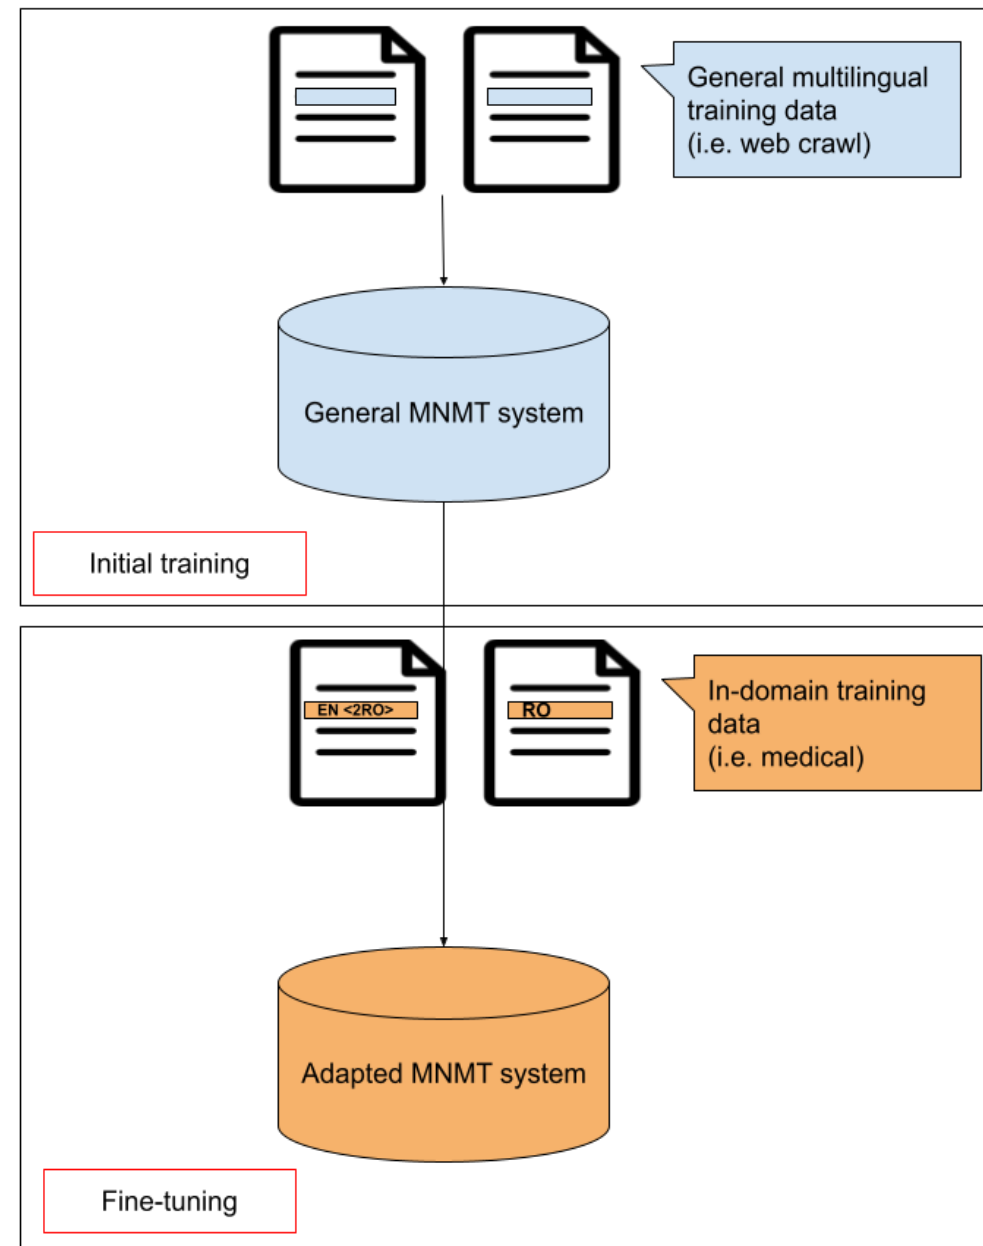 General multilingual
training data
(i.e. web crawl)
General MNMT system
Initial training
EN <2RO>
RO
In-domain training
data
(i.e. medical)
Adapted MNMT system
Fine-tuning